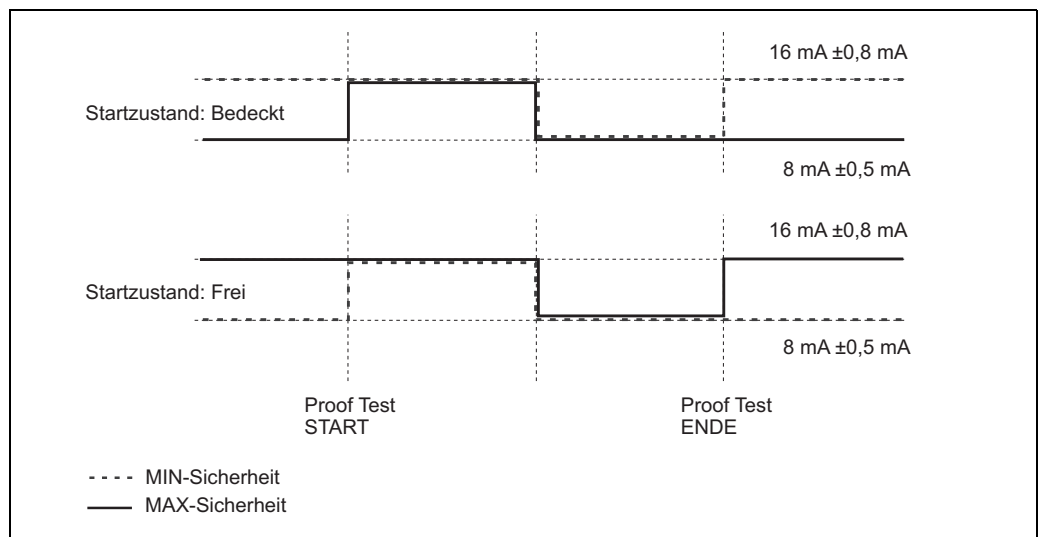 16 mA ±0,8 mA
Startzustand: Bedeckt
8 mA ±0,5 mA
16 mA ±0,8 mA
Startzustand: Frei
8 mA ±0,5 mA
Proof Test
START
Proof Test
ENDE
MIN-Sicherheit
MAX-Sicherheit